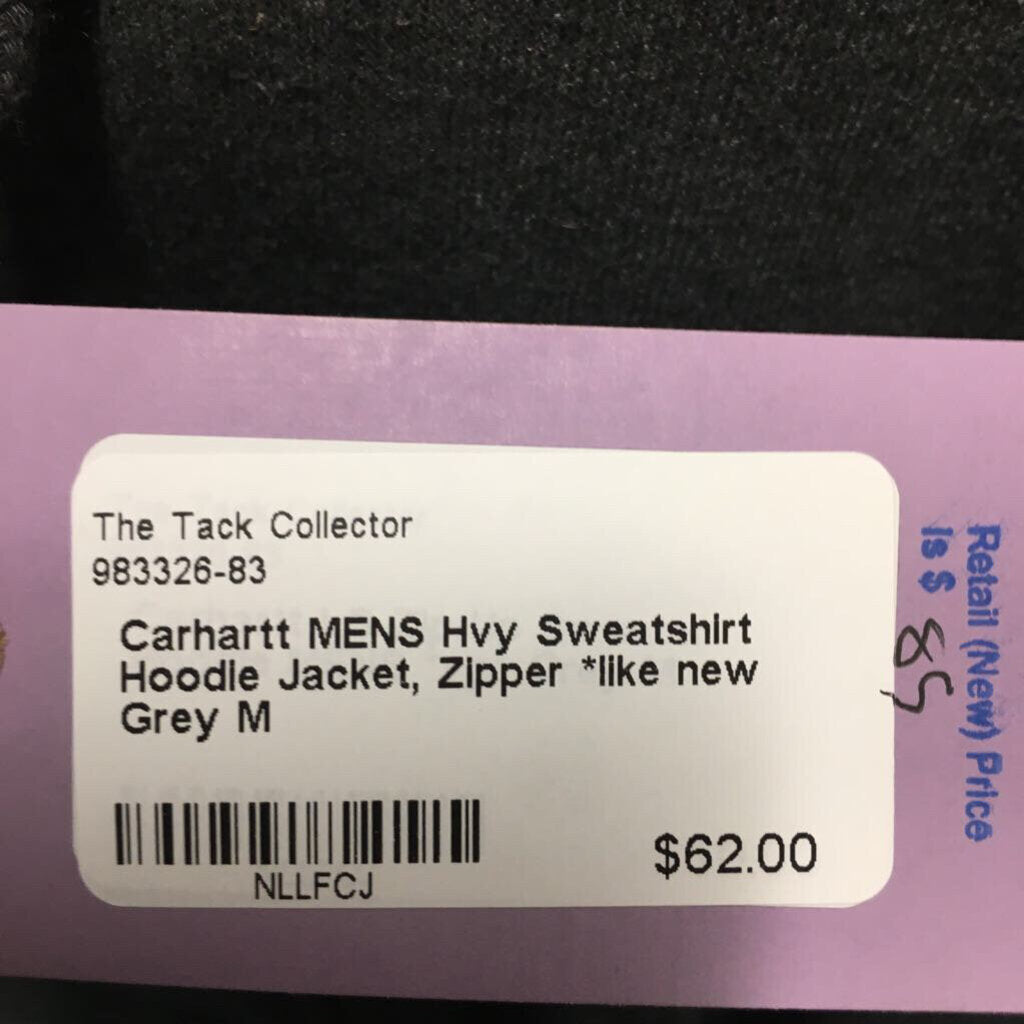 The Tack Collector
983326-83
Carhartt MENS Hvy Sweatshirt
Hoodie Jacket, Zipper *like new
Grey M
NLLFCJ
$62.00
Retail (New) Price
Is $ 85